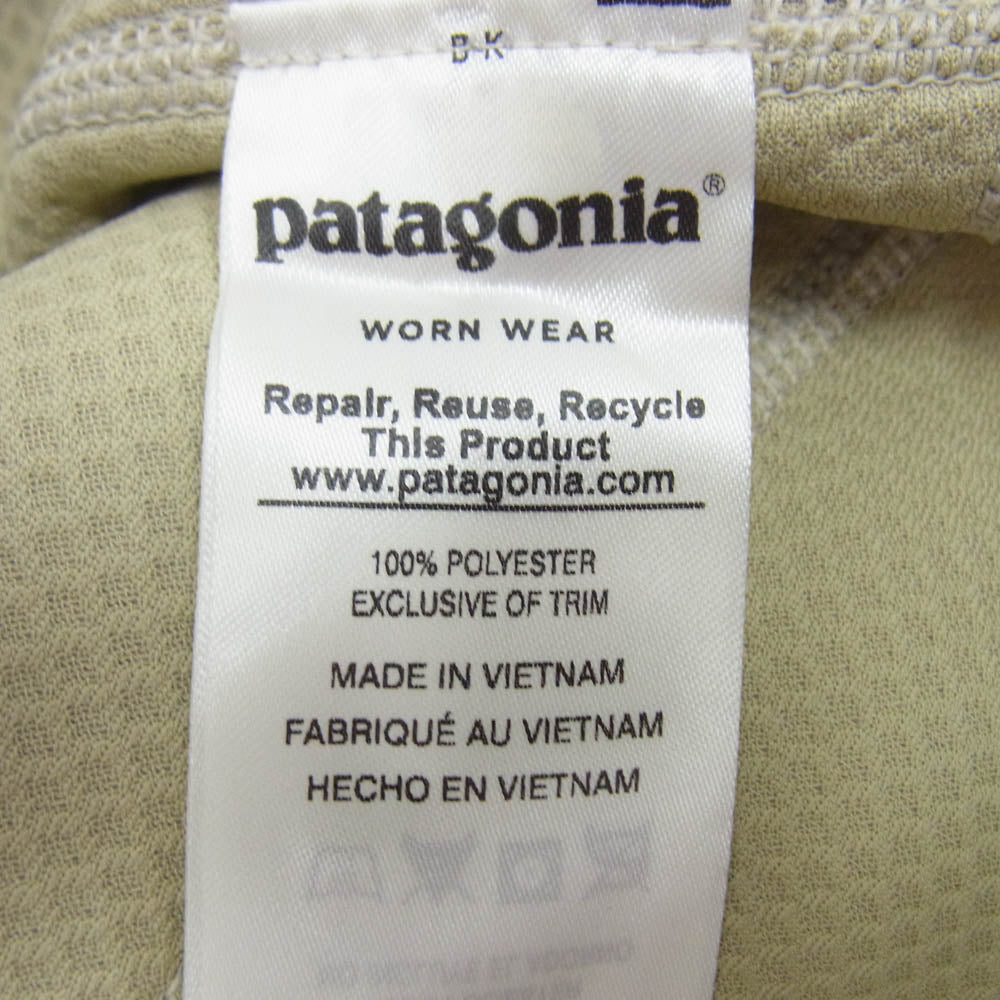 BK
patagonia®
WORN WEAR
Repair, Reuse, Recycle
This Product
www.patagonia.com
100% POLYESTER
EXCLUSIVE OF TRIM
MADE IN VIETNAM
FABRIQUÉ AU VIETNAM
HECHO EN VIETNAM